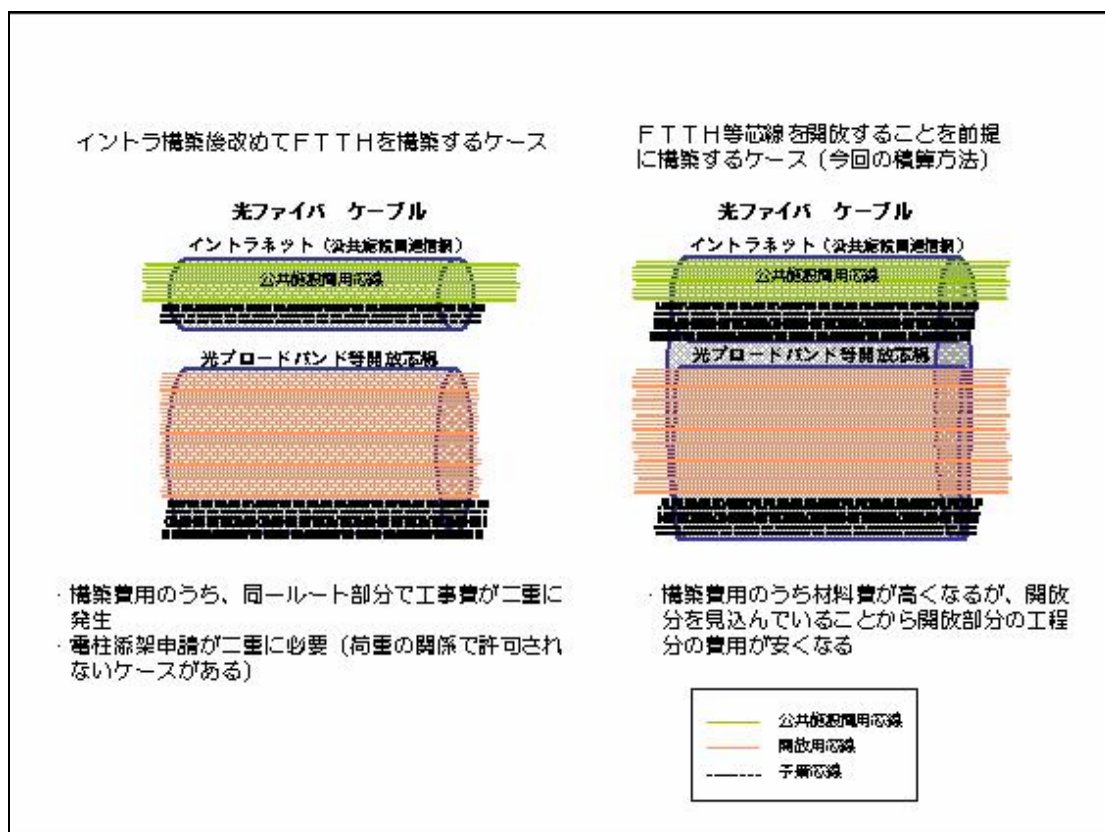 イントラ構築後改めてＦＴＴＨを構築するケース
光ファイバ ケーブル
イントラネット（公共施設間通信網）
公共施設間用芯線
光ブロードバンド等開放芯線
・構築費用のうち、同一ルート部分で工事費が二重に
発生
・電柱添架申請が二重に必要（荷重の関係で許可され
ないケースがある）
ＦＴＴＨ等芯線を開放することを前提
に構築するケース（今回の積算方法）
光ファイバ ケーブル
イントラネット（公共施設間通信網）
公共施設間用芯線
光ブロードバンド等開放芯線
・構築費用のうち材料費が高くなるが、開放
分を見込んでいることから開放部分の工程
分の費用が安くなる
公共施設間用芯線
開放用芯線
予備芯線